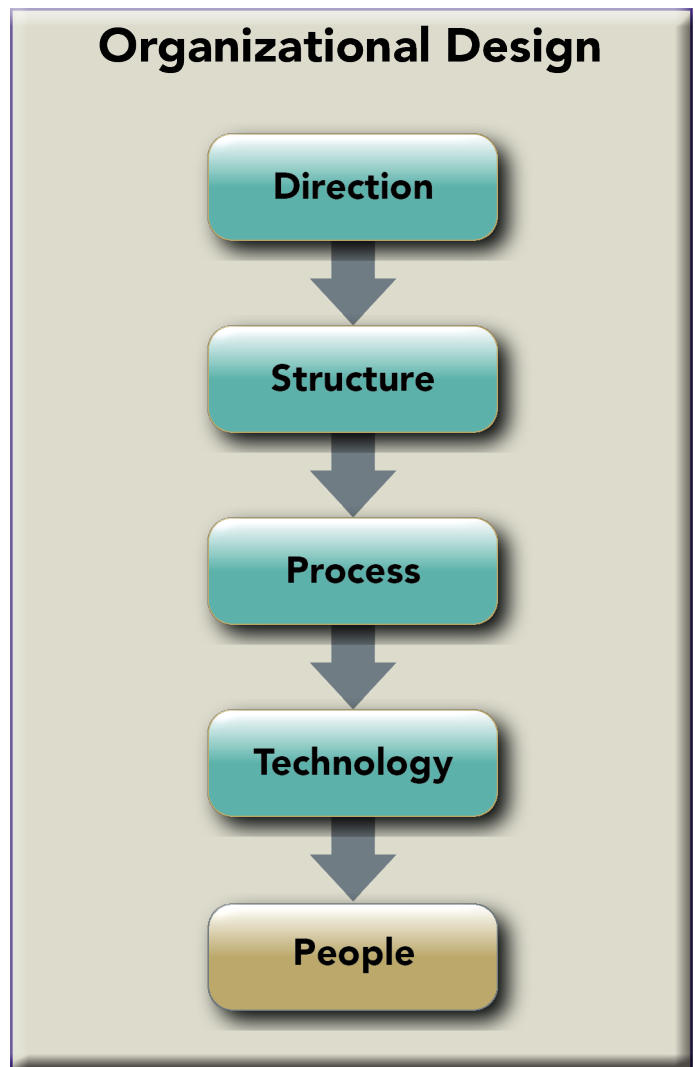 Organizational Design
Direction
Structure
Process
Technology
People